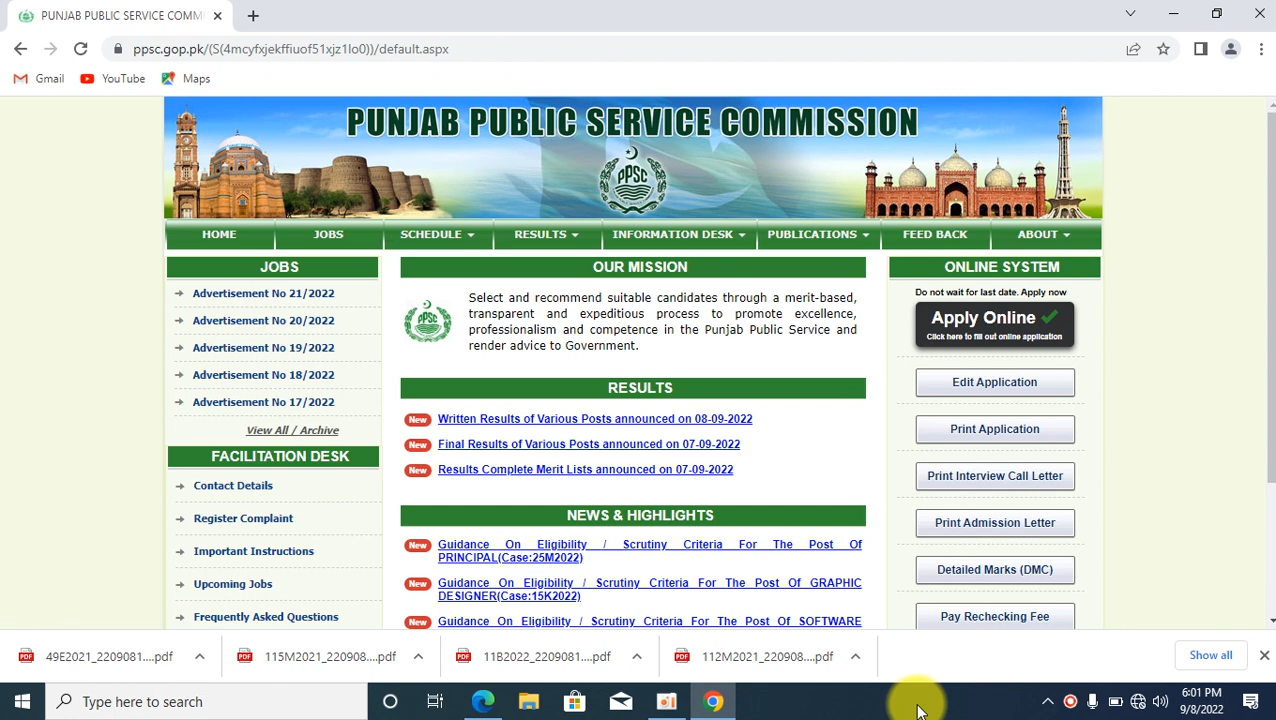 PUNJAB PUBLIC SERVICE COMMI
ppsc.gop.pk/(S(4mcyfxjekffiuof51xjz1lo0))/default.aspx
Gmail
YouTube
Maps
PUNJAB PUBLIC SERVICE COMMISSION
PPSC
HOME
JOBS
SCHEDULE
RESULTS
INFORMATION DESK
PUBLICATIONS
FEED BACK
ABOUT
JOBS
Advertisement No 21/2022
Advertisement No 20/2022
Advertisement No 19/2022
Advertisement No 18/2022
Advertisement No 17/2022
View All / Archive
FACILITATION DESK
Contact Details
Register Complaint
Important Instructions
Upcoming Jobs
Frequently Asked Questions
OUR MISSION
Select and recommend suitable candidates through a merit-based,
transparent and expeditious process to promote excellence,
professionalism and competence in the Punjab Public Service and
render advice to Government.
RESULTS
New Written Results of Various Posts announced on 08-09-2022
New Final Results of Various Posts announced on 07-09-2022
New Results Complete Merit Lists announced on 07-09-2022
NEWS & HIGHLIGHTS
New Guidance On Eligibility / Scrutiny Criteria For The Post Of
PRINCIPAL(Case:25M2022)
New Guidance On Eligibility / Scrutiny Criteria For The Post Of GRAPHIC
DESIGNER(Case:15K2022)
New Guidance On Eligibility / Scrutiny Criteria For The Post Of SOFTWARE
ONLINE SYSTEM
Do not wait for last date. Apply now
Apply Online
Click here to fill out online application
Edit Application
Print Application
Print Interview Call Letter
Print Admission Letter
Detailed Marks (DMC)
Pay Rechecking Fee
49E2021_2209081....pdf
115M2021_220908....pdf
11B2022_2209081....pdf
112M2021_220908....pdf
Show all
Type here to search
6:01 PM
9/8/2022